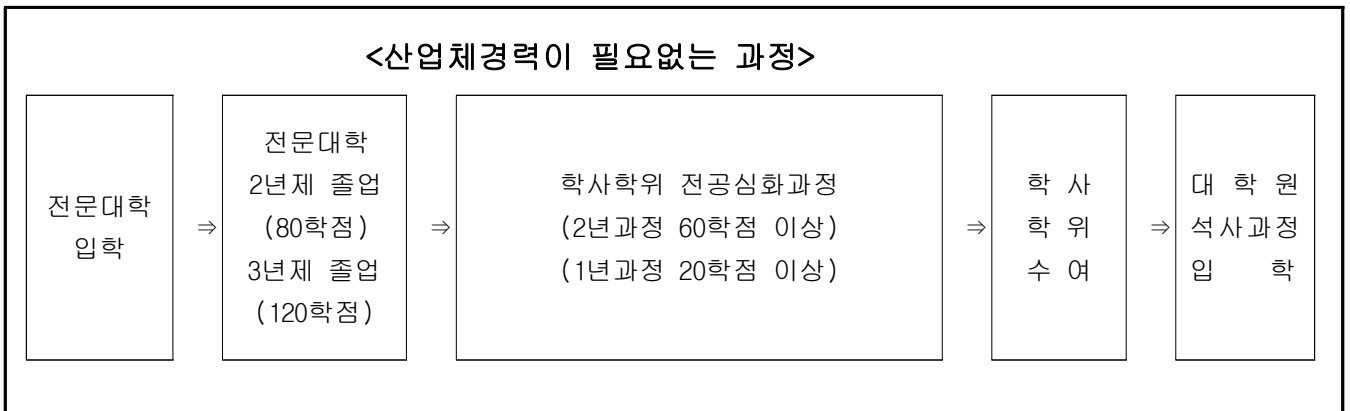 <산업체경력이 필요없는 과정>
전문대학
입학
⇒
전문대학
2년제 졸업
(80학점)
3년제 졸업
(120학점)
⇒
학사학위 전공심화과정
(2년과정 60학점 이상)
(1년과정 20학점 이상)
⇒
학 사
학 위
수 여
⇒
대 학 원
석사과정
입 학